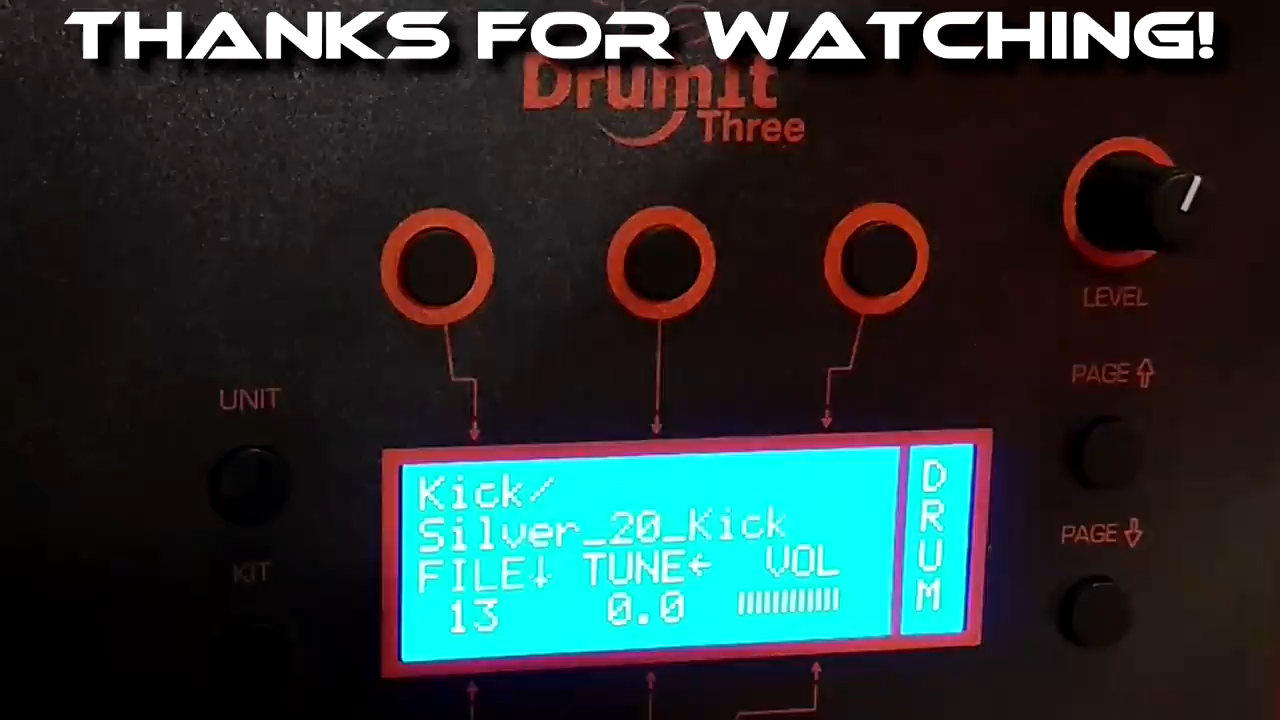 THANKS FOR WATCHING!
DrumIt
Three
LEVEL
PAGE ⇧
UNIT
Kick/
Silver_20_Kick
FILE↓ TUNE← VOL
13 0.0
DRUM
PAGE ⇩
KIT